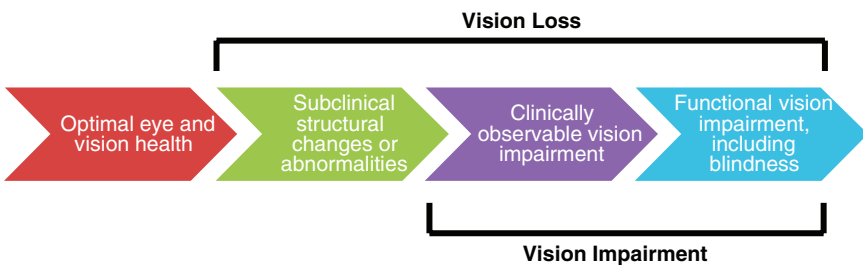 Vision Loss
Optimal eye and
vision health
Subclinical
structural
changes or
abnormalities
Clinically
observable vision
impairment
Functional vision
impairment,
including
blindness
Vision Impairment